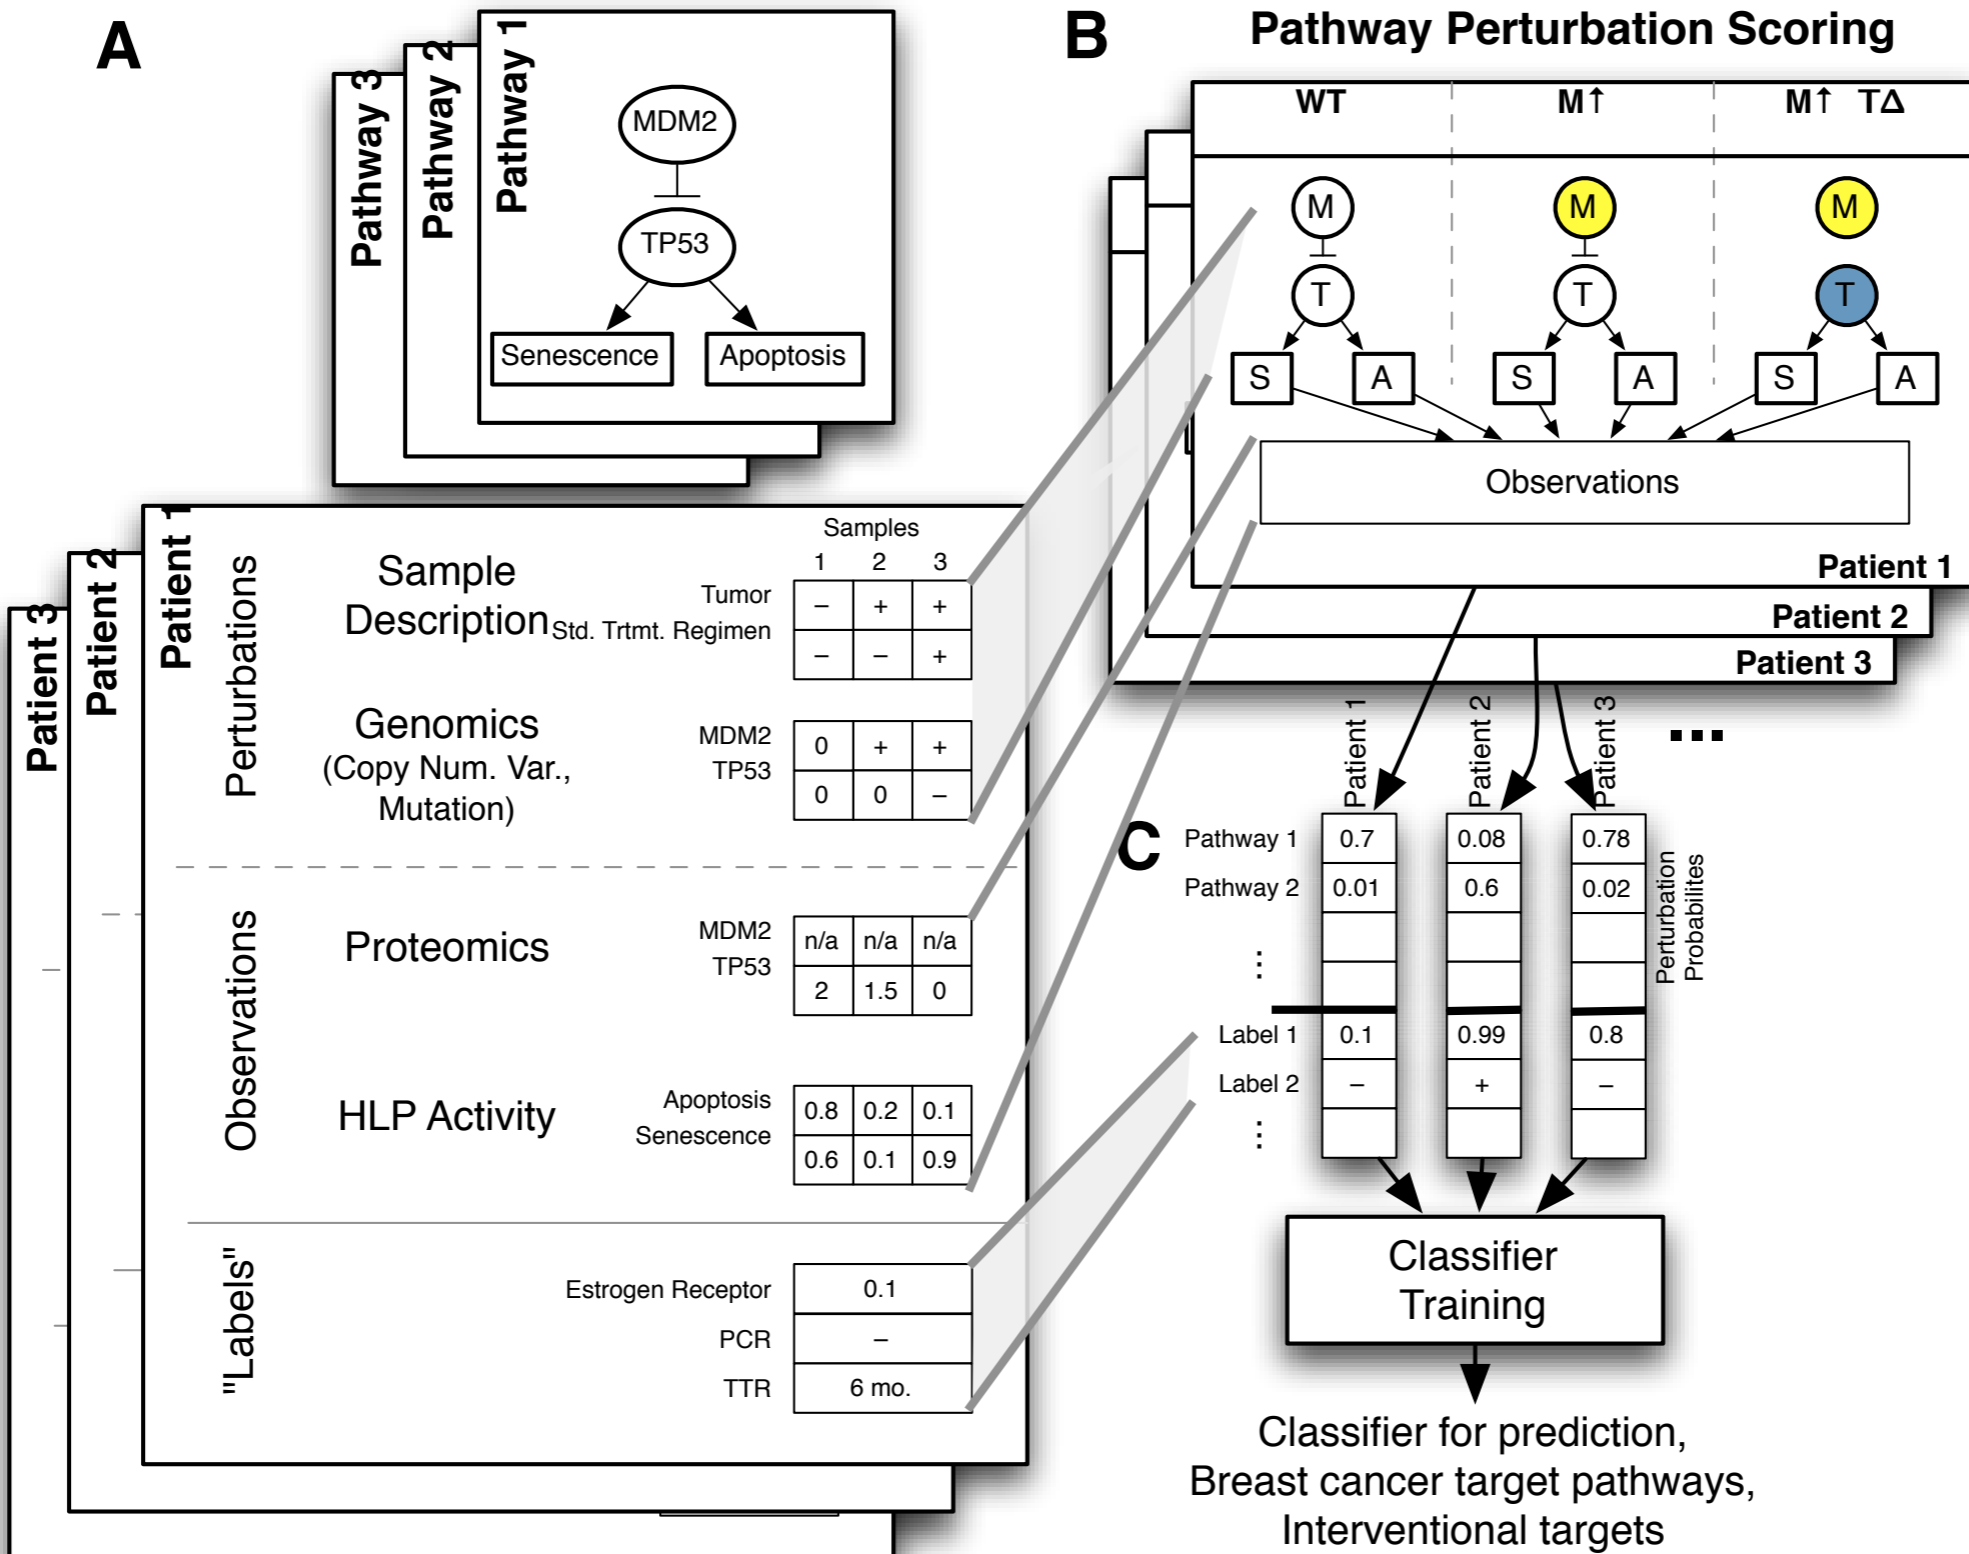 A
Pathway 3
Pathway 2
Pathway 1
MDM2
TP53
Senescence
Apoptosis
Patient 3
Patient 2
Patient 1
Perturbations
Sample
Description
Samples
1 2 3
Tumor
Std. Trtmt. Regimen
– + +
– – +
Genomics
(Copy Num. Var.,
Mutation)
MDM2
TP53
0 + +
0 0 –
Observations
Proteomics
MDM2
TP53
n/a n/a n/a
2 1.5 0
HLP Activity
Apoptosis
Senescence
0.8 0.2 0.1
0.6 0.1 0.9
"Labels"
Estrogen Receptor 0.1
PCR –
TTR 6 mo.
B
Pathway Perturbation Scoring
WT M↑ M↑ TΔ
M M M
T T T
S A S A S A
Observations
Patient 1
Patient 2
Patient 3
C
Patient 1
Patient 2
Patient 3
...
Pathway 1 0.7 0.08 0.78
Pathway 2 0.01 0.6 0.02
⋮
Perturbation
Probabilites
Label 1 0.1 0.99 0.8
Label 2 – + –
⋮
Classifier
Training
Classifier for prediction,
Breast cancer target pathways,
Interventional targets